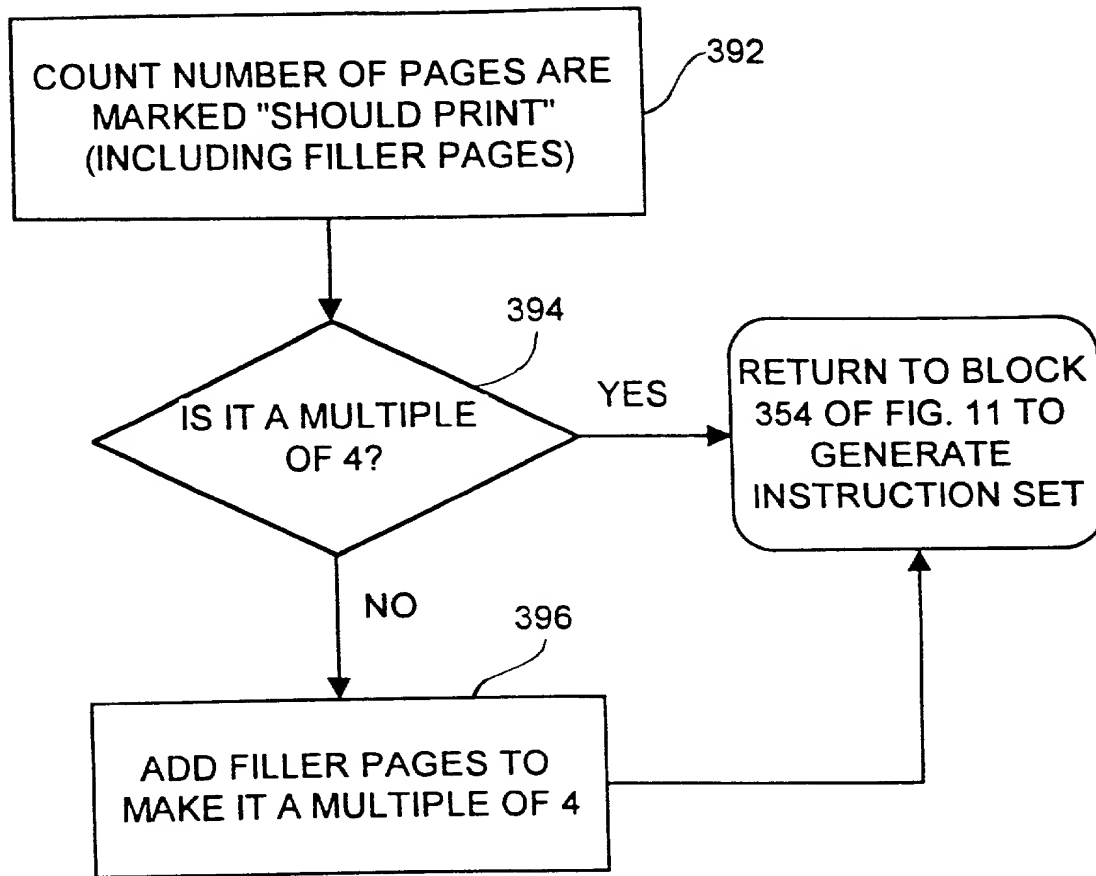 COUNT NUMBER OF PAGES ARE
MARKED "SHOULD PRINT"
(INCLUDING FILLER PAGES)
392
394
IS IT A MULTIPLE
OF 4?
YES
RETURN TO BLOCK
354 OF FIG. 11 TO
GENERATE
INSTRUCTION SET
NO
396
ADD FILLER PAGES TO
MAKE IT A MULTIPLE OF 4